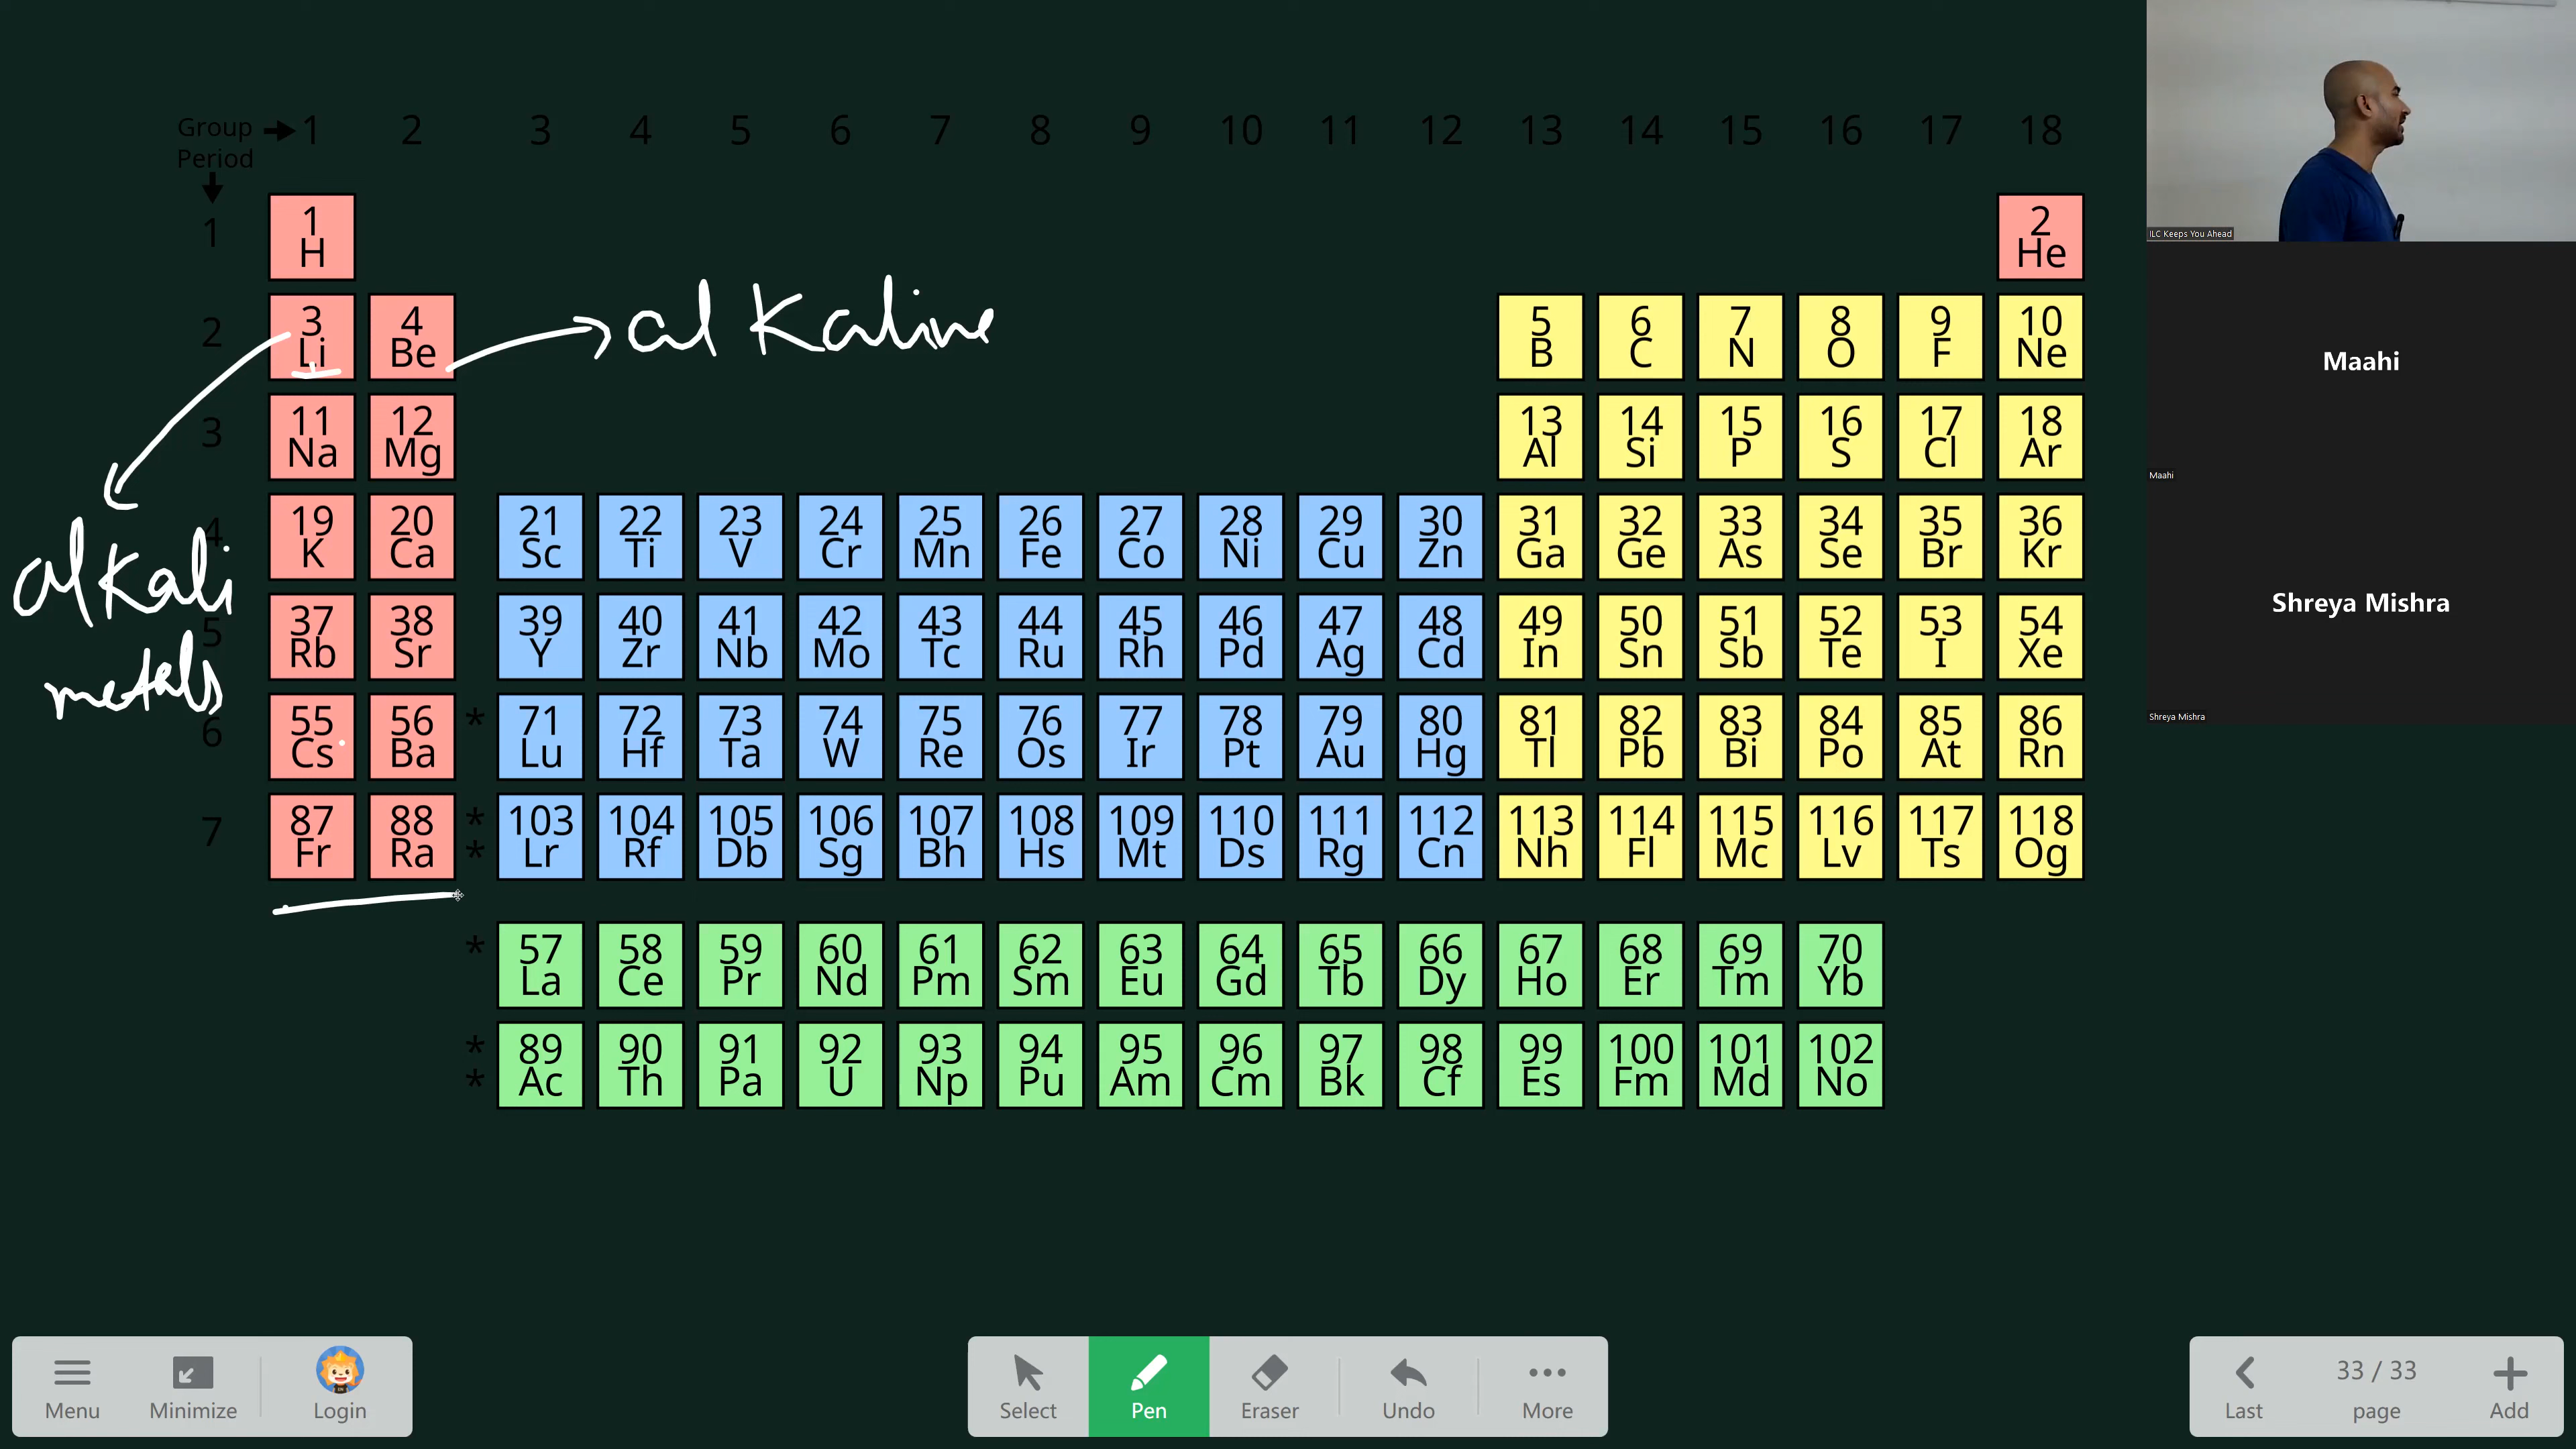 Group 1 2 3 4 5 6 7 8 9 10 11 12 13 14 15 16 17 18
Period
1 1 2
H He
2 3 4 5 6 7 8 9 10
Li Be B C N O F Ne
al Kaline
3 11 12 13 14 15 16 17 18
Na Mg Al Si P S Cl Ar
4 19 20 21 22 23 24 25 26 27 28 29 30 31 32 33 34 35 36
K Ca Sc Ti V Cr Mn Fe Co Ni Cu Zn Ga Ge As Se Br Kr
alKali
5 37 38 39 40 41 42 43 44 45 46 47 48 49 50 51 52 53 54
Rb Sr Y Zr Nb Mo Tc Ru Rh Pd Ag Cd In Sn Sb Te I Xe
metals
6 55 56 * 71 72 73 74 75 76 77 78 79 80 81 82 83 84 85 86
Cs Ba Lu Hf Ta W Re Os Ir Pt Au Hg Tl Pb Bi Po At Rn
7 87 88 * 103 104 105 106 107 108 109 110 111 112 113 114 115 116 117 118
Fr Ra * Lr Rf Db Sg Bh Hs Mt Ds Rg Cn Nh Fl Mc Lv Ts Og
* 57 58 59 60 61 62 63 64 65 66 67 68 69 70
La Ce Pr Nd Pm Sm Eu Gd Tb Dy Ho Er Tm Yb
* 89 90 91 92 93 94 95 96 97 98 99 100 101 102
* Ac Th Pa U Np Pu Am Cm Bk Cf Es Fm Md No
ILC Keeps You Ahead
Maahi
Maahi
Shreya Mishra
Shreya Mishra
Menu Minimize Login
Select Pen Eraser Undo More
33 / 33
Last page Add